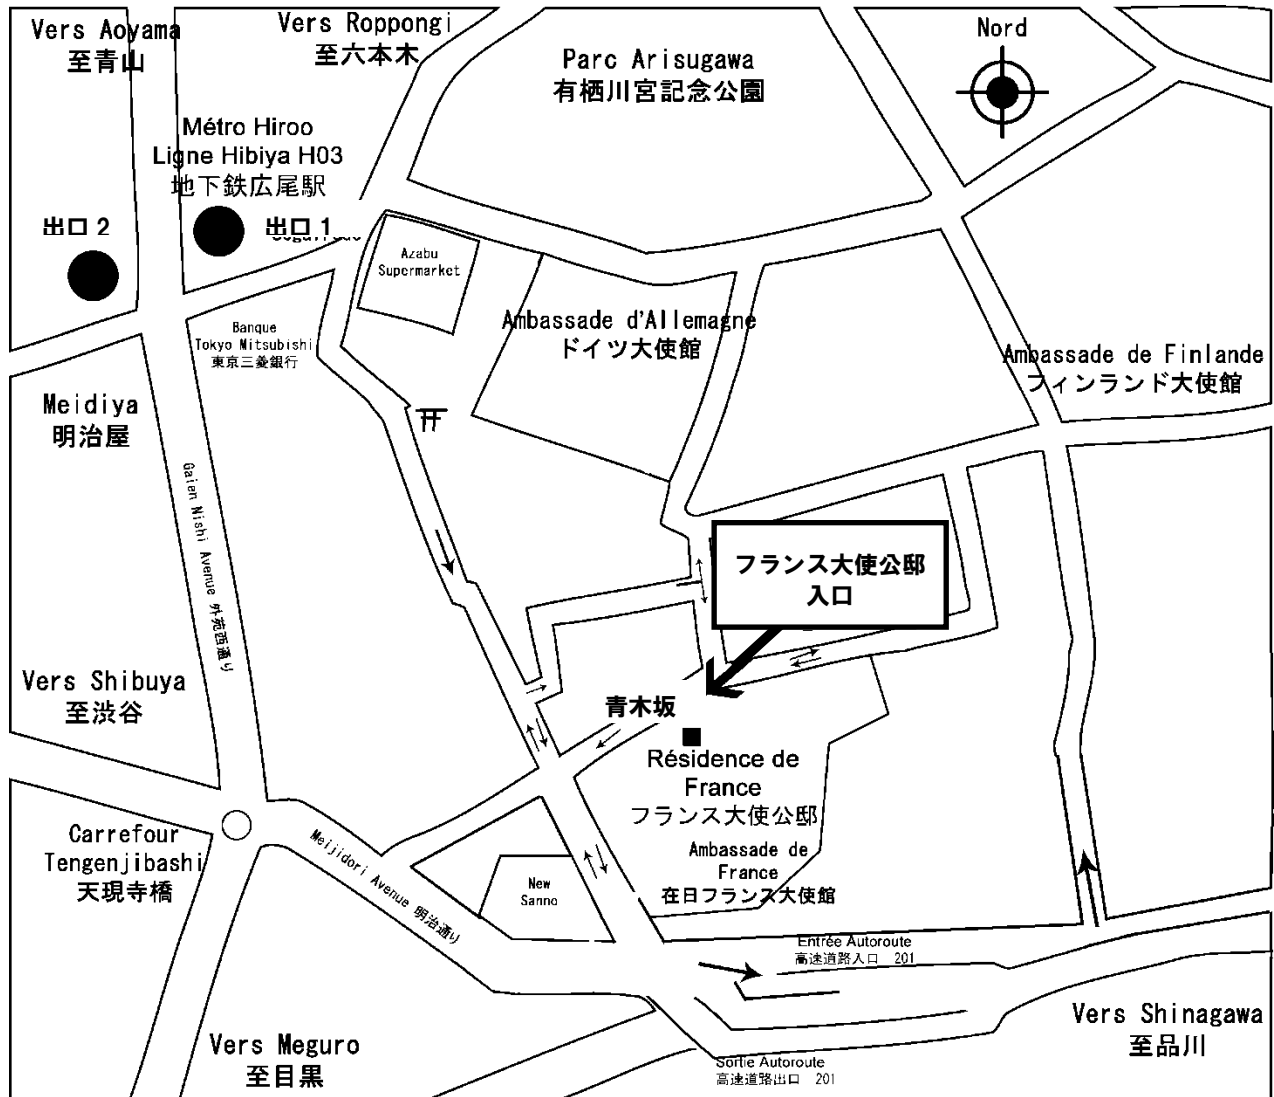 Vers Aoyama
至青山
Vers Roppongi
至六本木
Parc Arisugawa
有栖川宮記念公園
Nord
Métro Hiroo
Ligne Hibiya H03
地下鉄広尾駅
出口 2
出口 1
Azabu
Supermarket
Banque
Tokyo Mitsubishi
東京三菱銀行
Ambassade d'Allemagne
ドイツ大使館
Ambassade de Finlande
フィンランド大使館
Meidiya
明治屋
Gaien Nishi Avenue 外苑西通り
フランス大使公邸
入口
Vers Shibuya
至渋谷
青木坂
Résidence de
France
フランス大使公邸
Carrefour
Tengenjibashi
天現寺橋
Meijidori Avenue 明治通り
New
Sanno
Ambassade de
France
在日フランス大使館
Entrée Autoroute
高速道路入口 201
Vers Shinagawa
至品川
Vers Meguro
至目黒
Sortie Autoroute
高速道路出口 201